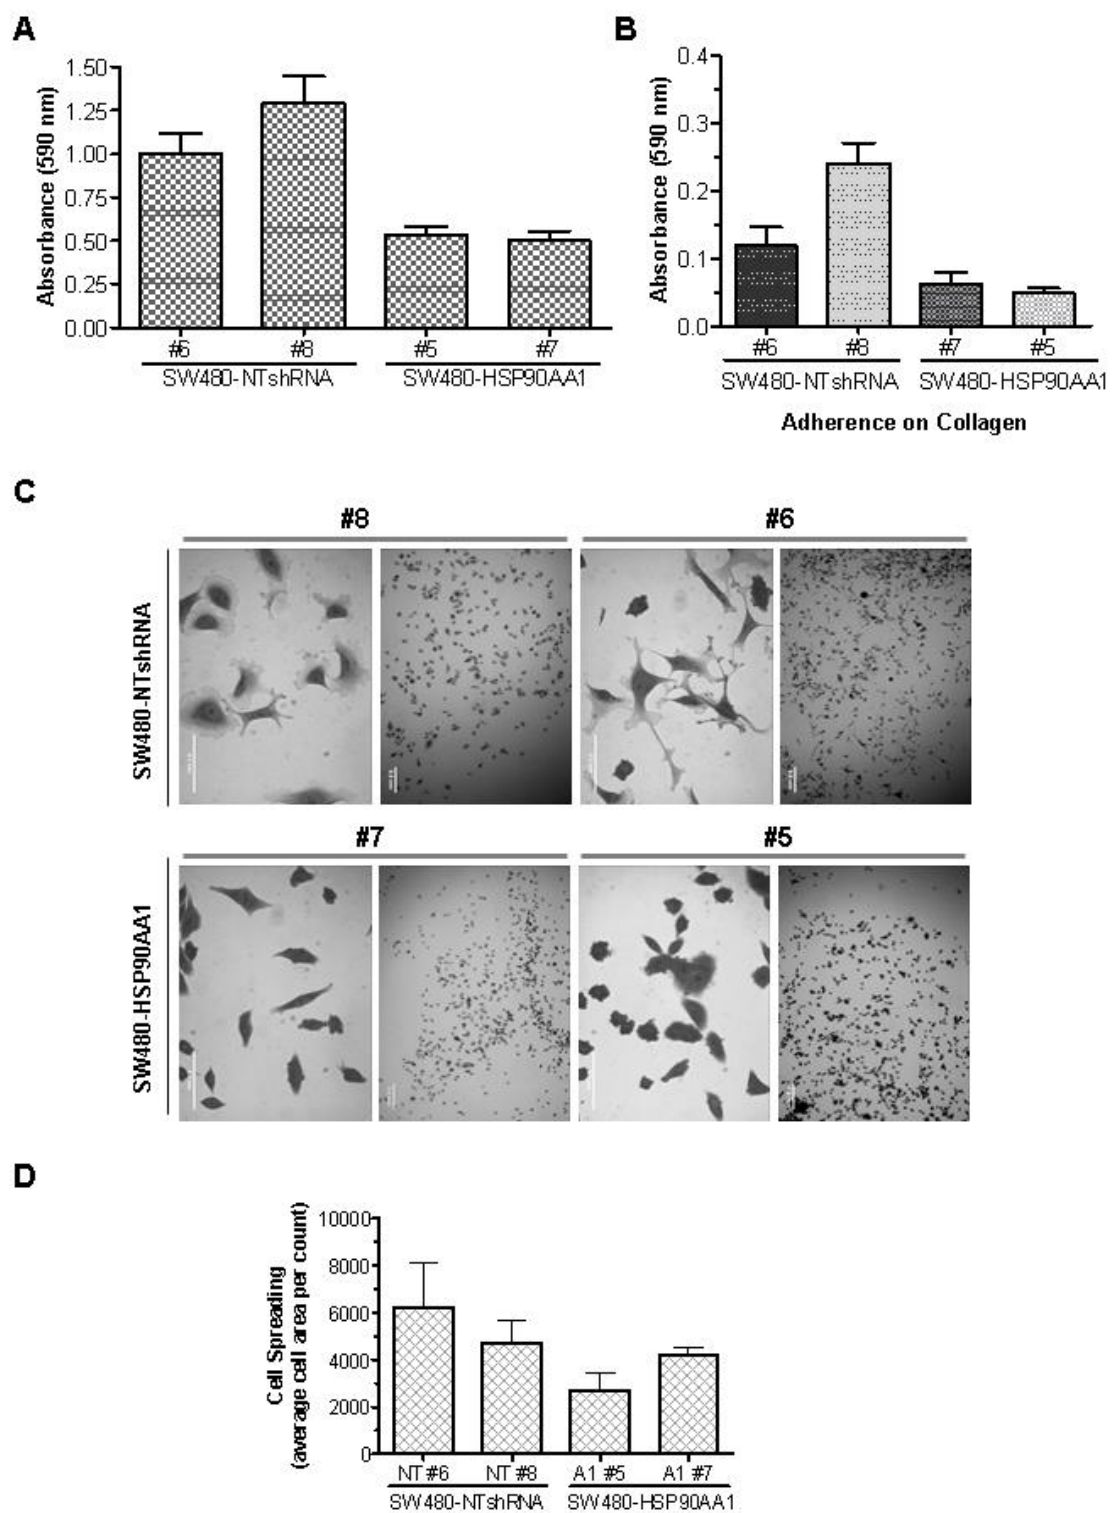 A
Absorbance (590 nm)
1.50
1.25
1.00
0.75
0.50
0.25
0.00
#6 #8 #5 #7
SW480-NTshRNA SW480-HSP90AA1
B
Absorbance (590 nm)
0.4
0.3
0.2
0.1
0.0
#6 #8 #7 #5
SW480-NTshRNA SW480-HSP90AA1
Adherence on Collagen
C
#8 #6
SW480-NTshRNA
#7 #5
SW480-HSP90AA1
D
Cell Spreading
(average cell area per count)
10000
8000
6000
4000
2000
0
NT #6 NT #8 A1 #5 A1 #7
SW480-NTshRNA SW480-HSP90AA1